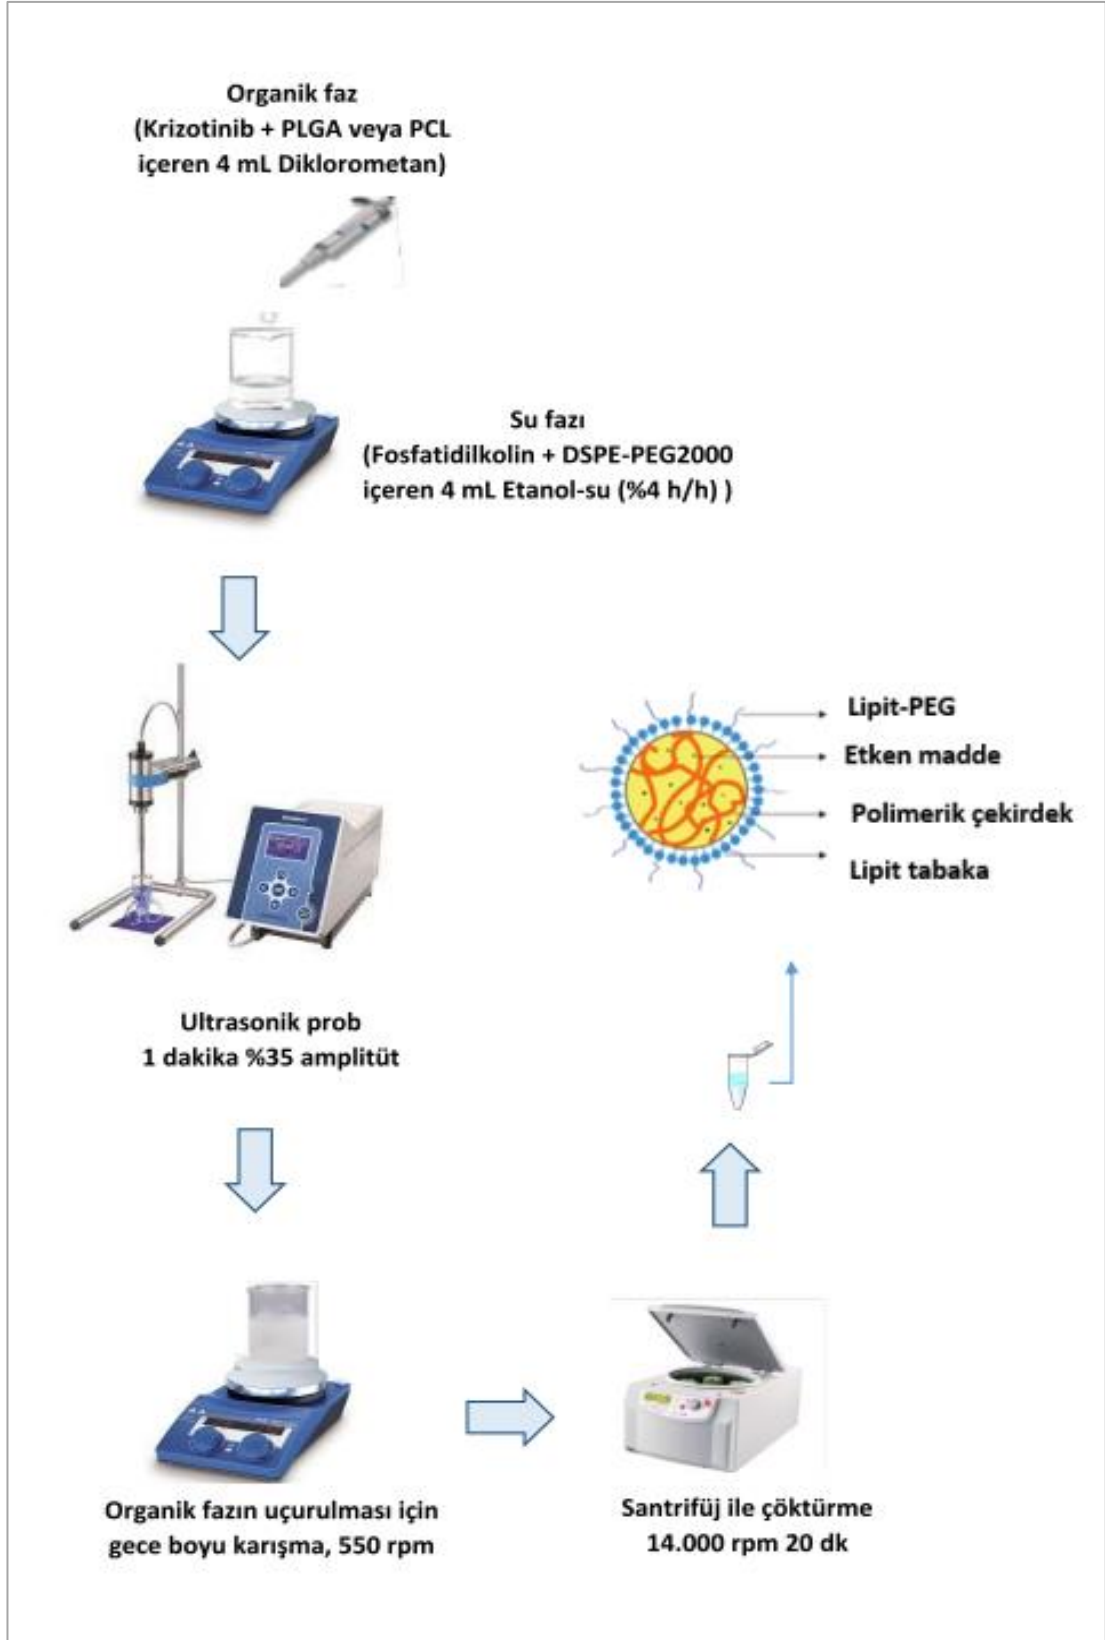 Organik faz
(Krizotinib + PLGA veya PCL
içeren 4 mL Diklorometan)
Su fazı
(Fosfatidilkolin + DSPE-PEG2000
içeren 4 mL Etanol-su (%4 h/h) )
Ultrasonik prob
1 dakika %35 amplitüt
Organik fazın uçurulması için
gece boyu karışma, 550 rpm
Santrifüj ile çöktürme
14.000 rpm 20 dk
Lipit-PEG
Etken madde
Polimerik çekirdek
Lipit tabaka